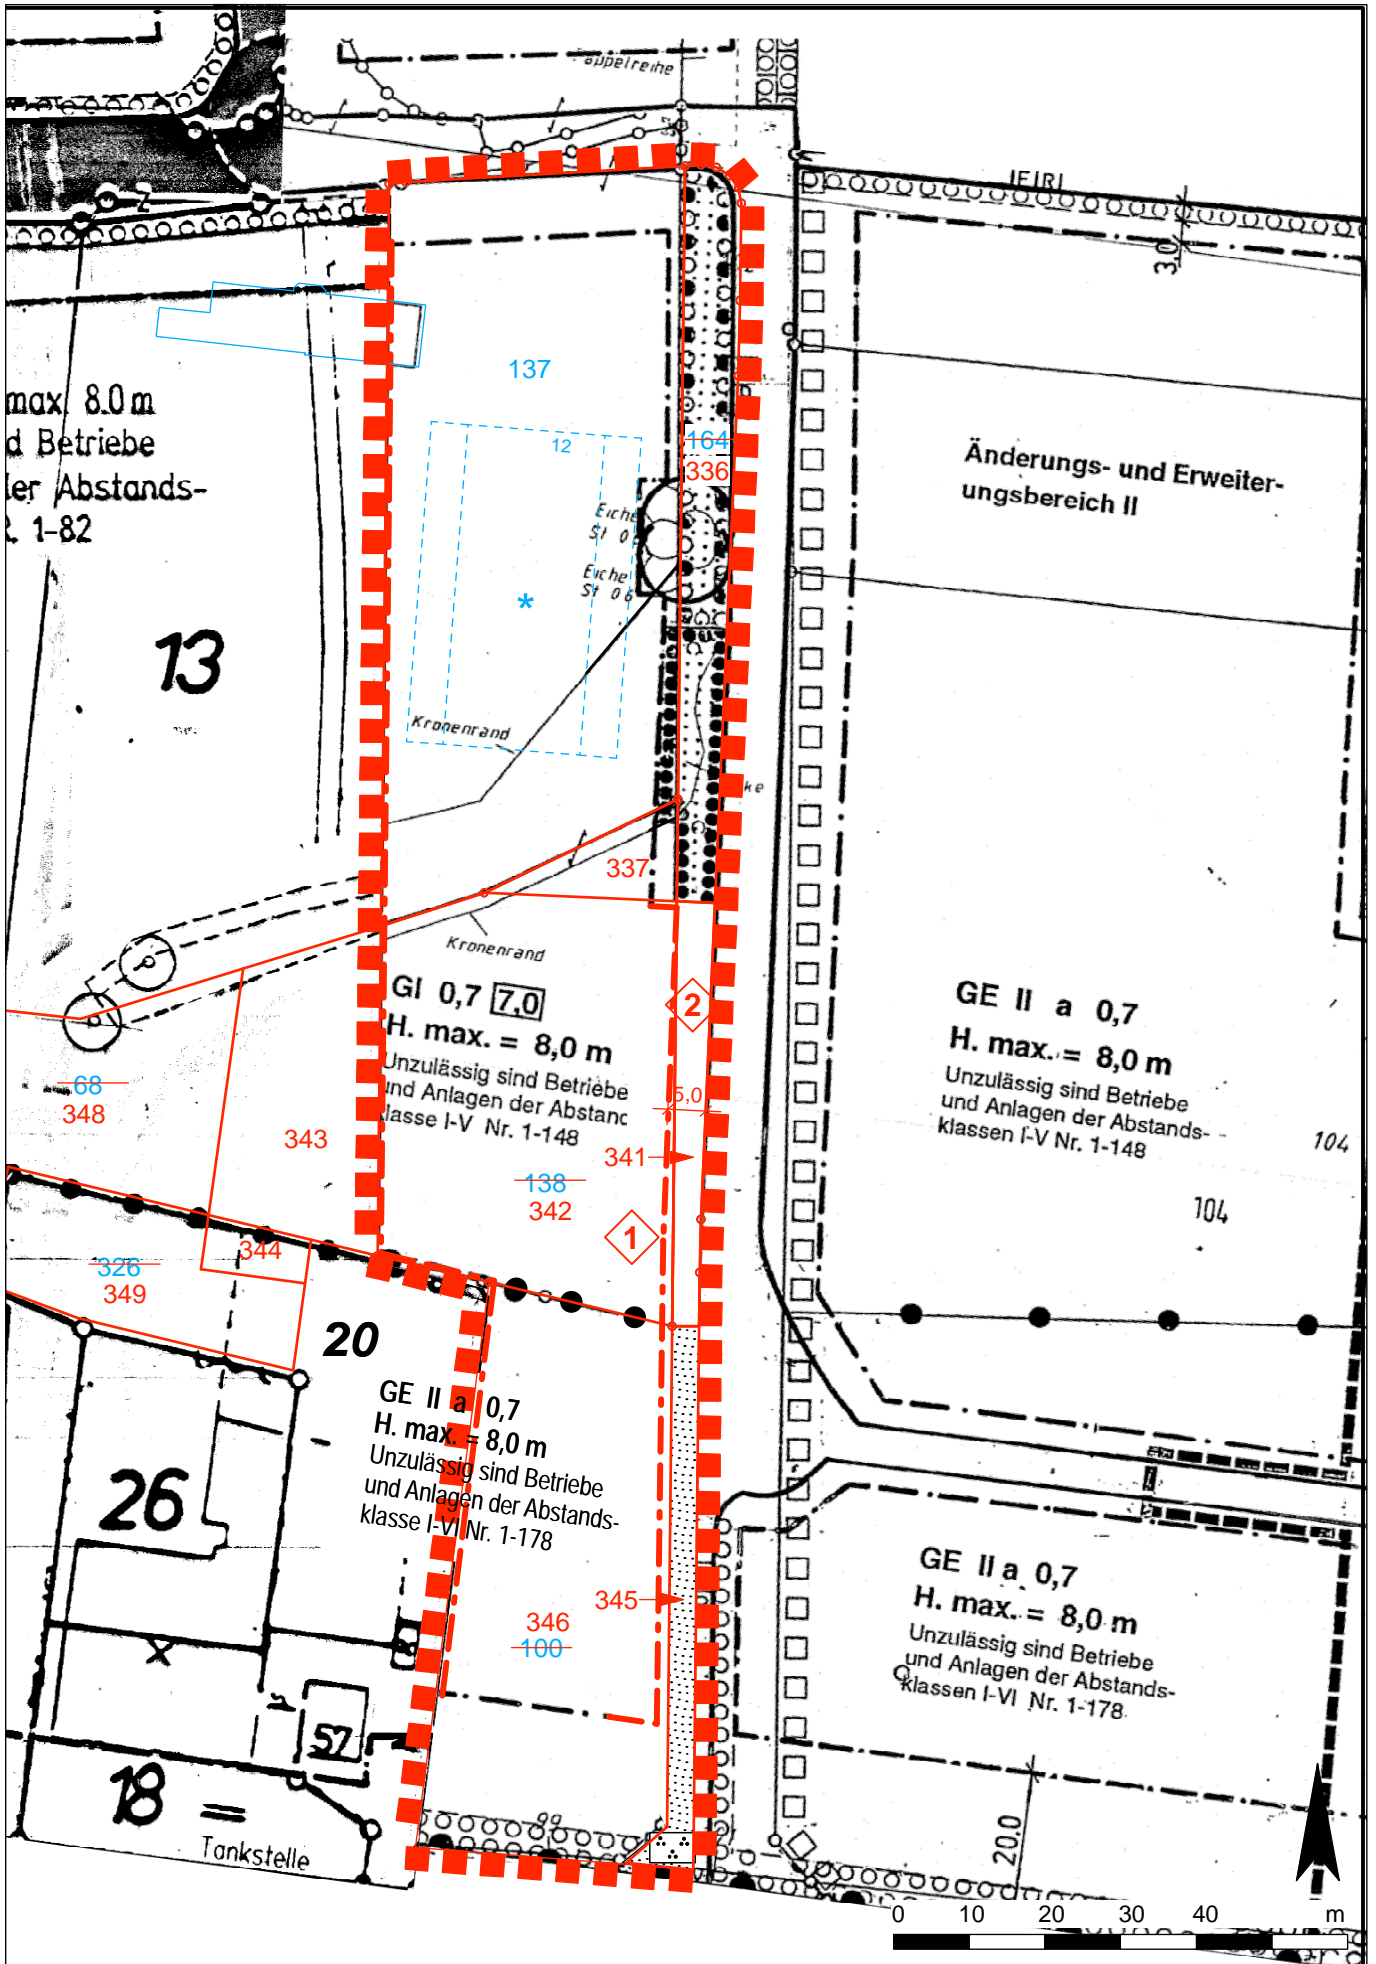 3,0
137
max. 8.0 m
d Betriebe
der Abstands-
1-82
12
164
336
Änderungs- und Erweiter-
ungsbereich II
Eiche
Eiche
St 06
*
13
Kronenrand
337
Kronenrand
GI 0,7 7,0
H. max. = 8,0 m
Unzulässig sind Betriebe
und Anlagen der Abstand
klasse I-V Nr. 1-148
2
5,0
GE II a 0,7
H. max. = 8,0 m
Unzulässig sind Betriebe
und Anlagen der Abstands-
klassen I-V Nr. 1-148
104
104
68
348
343
341
138
342
1
344
326
349
20
GE II a 0,7
H. max. = 8,0 m
Unzulässig sind Betriebe
und Anlagen der Abstands-
klasse I-VI Nr. 1-178
26
345
346
100
GE II a 0,7
H. max. = 8,0 m
Unzulässig sind Betriebe
und Anlagen der Abstands-
klassen I-VI Nr. 1-178
57
18 =
Tankstelle
99
20.0
0 10 20 30 40 m